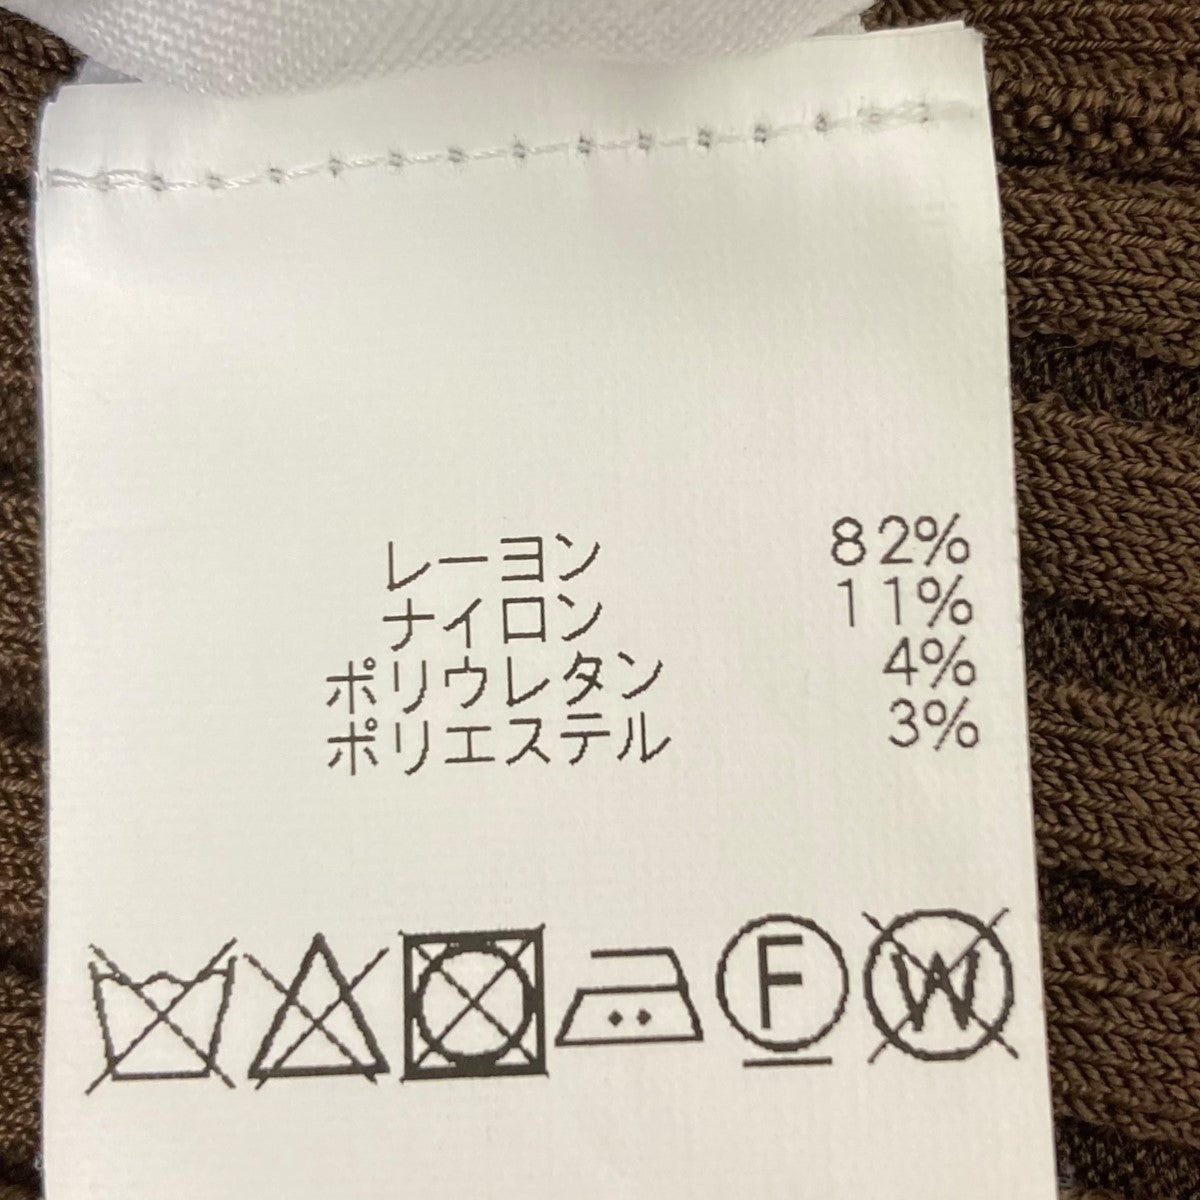 レーヨン 82%
ナイロン 11%
ポリウレタン 4%
ポリエステル 3%
F W